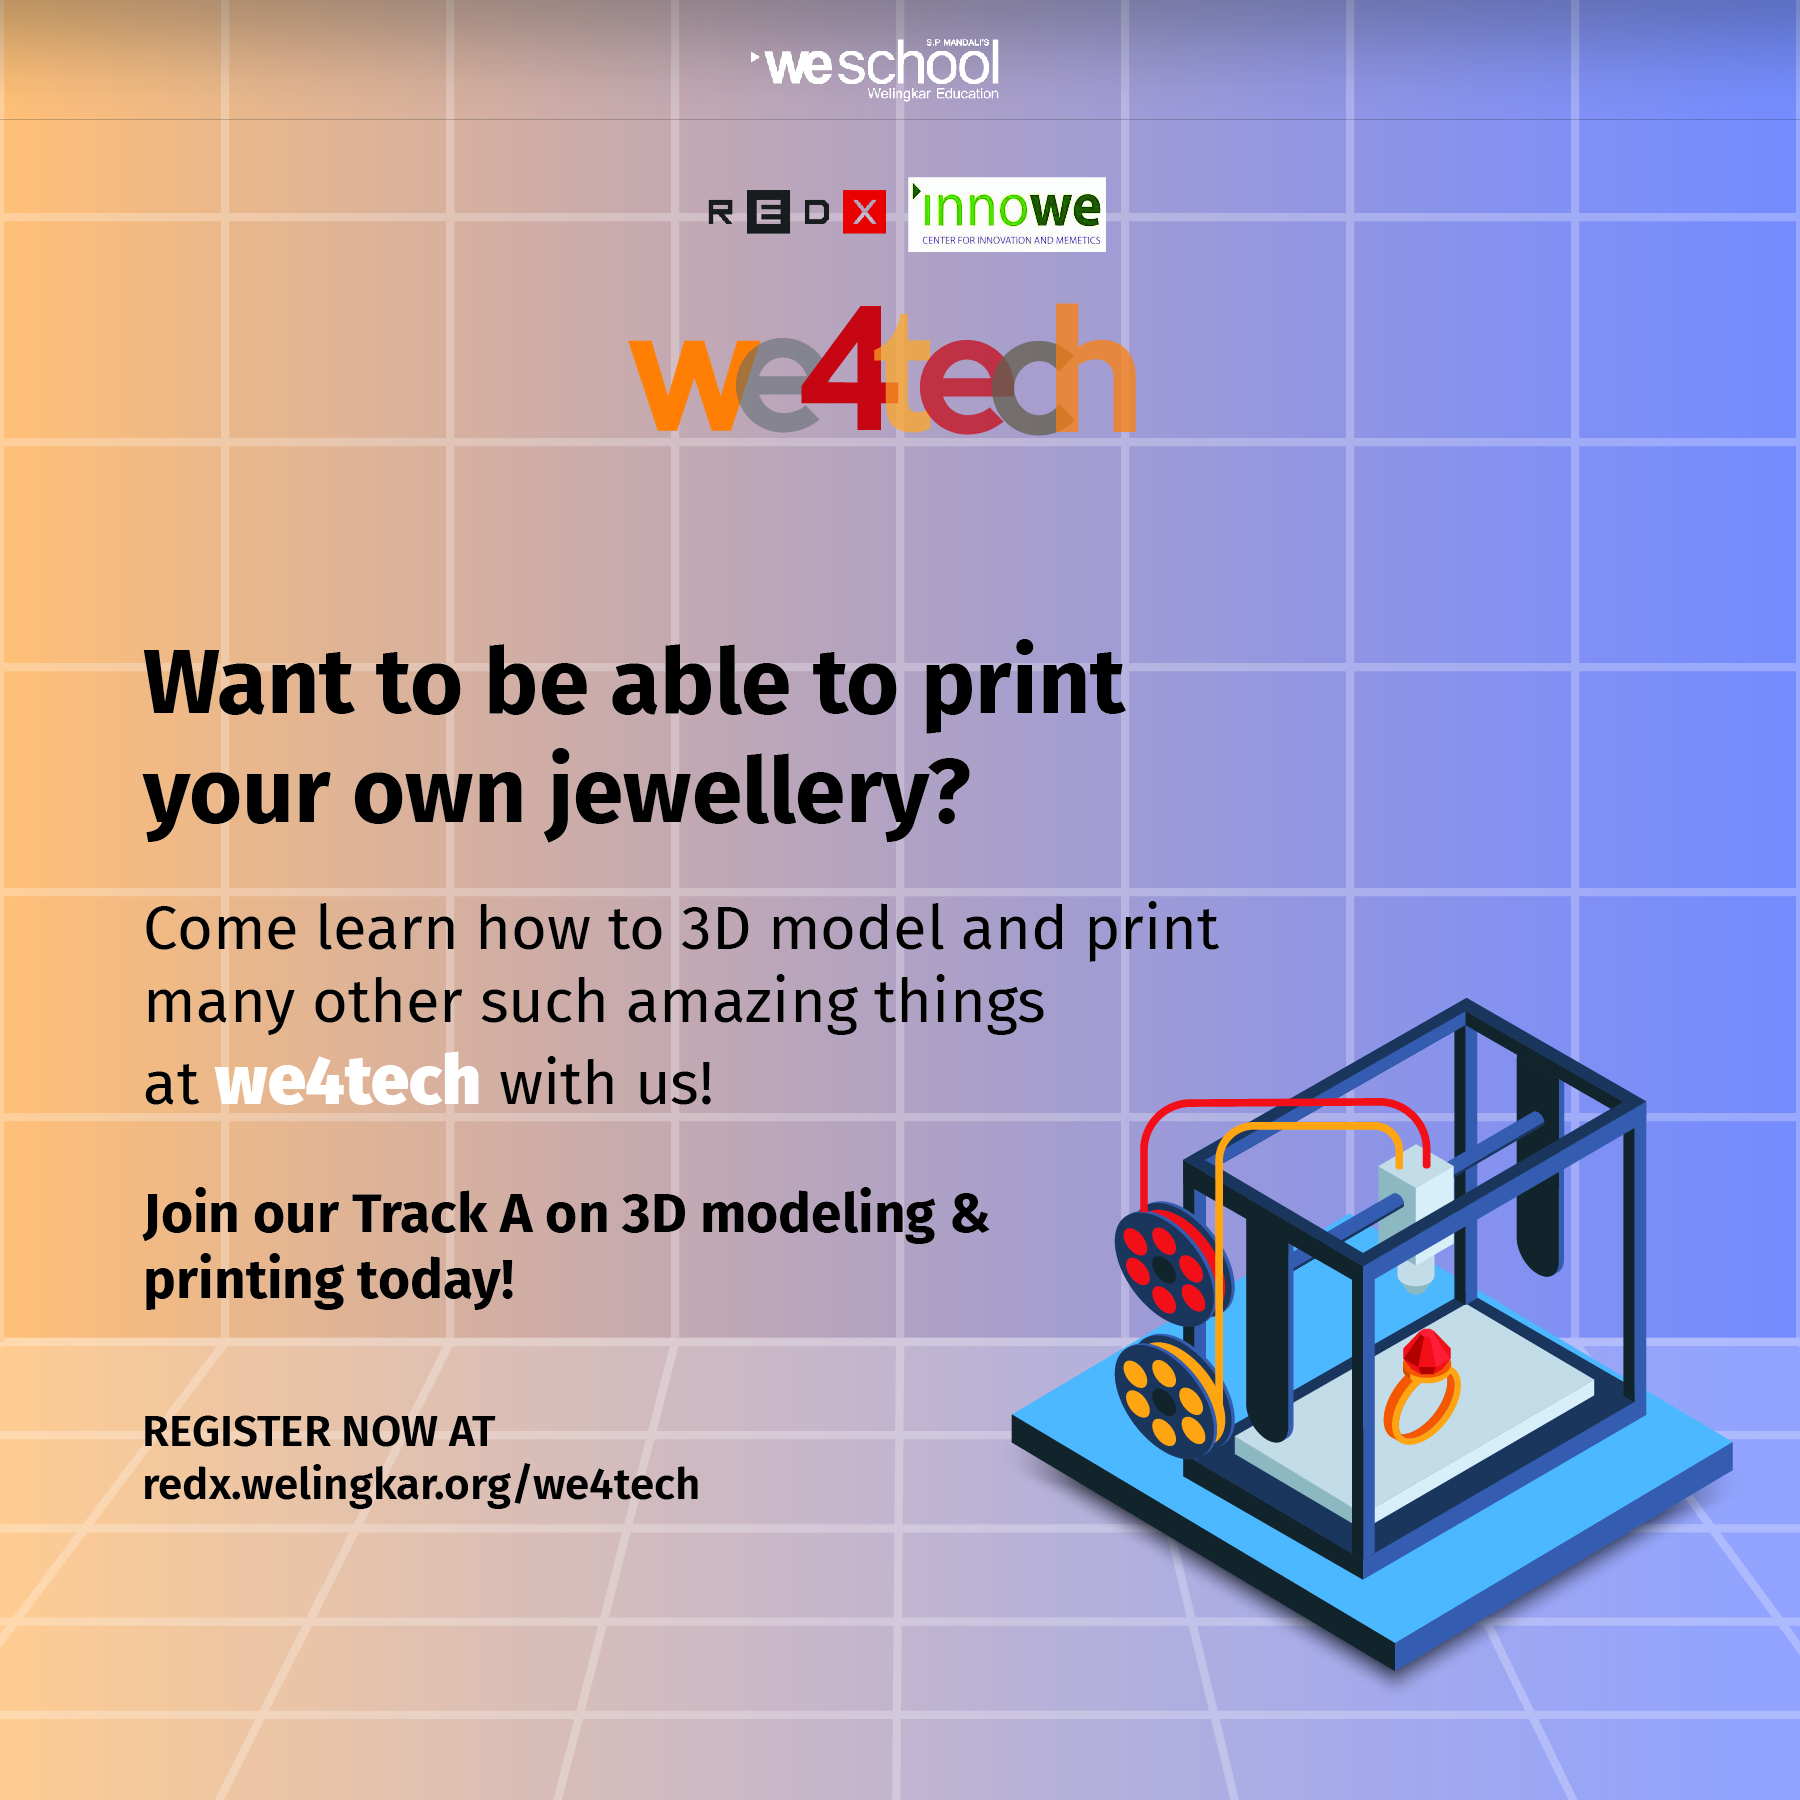 S.P MANDALI'S
we school
Welingkar Education
REDX
innowe
CENTER FOR INNOVATION AND MEMETICS
we4tech
Want to be able to print
your own jewellery?
Come learn how to 3D model and print
many other such amazing things
at we4tech with us!
Join our Track A on 3D modeling &
printing today!
REGISTER NOW AT
redx.welingkar.org/we4tech